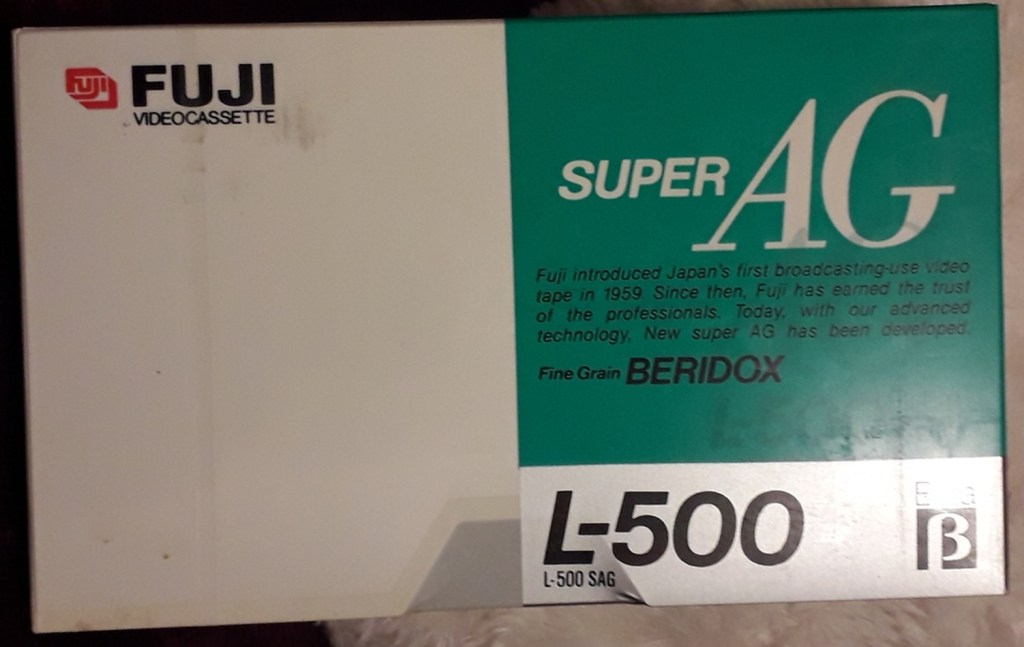 FUJI
FUJI
VIDEOCASSETTE
SUPER AG
Fuji introduced Japan's first broadcasting-use video
tape in 1959. Since then, Fuji has earned the trust
of the professionals. Today, with our advanced
technology, New super AG has been developed.
Fine Grain BERIDOX
L-500
L-500 SAG
β